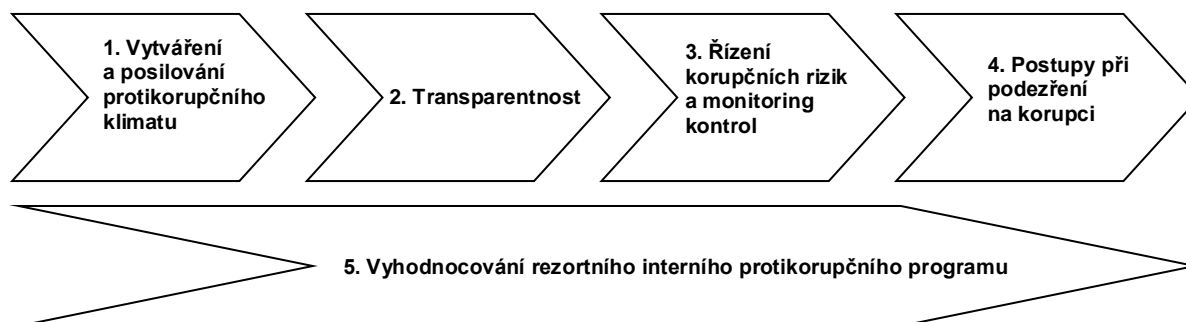 1. Vytváření
a posilování
protikorupčního
klimatu
2. Transparentnost
3. Řízení
korupčních rizik
a monitoring
kontrol
4. Postupy při
podezření
na korupci
5. Vyhodnocování rezortního interního protikorupčního programu